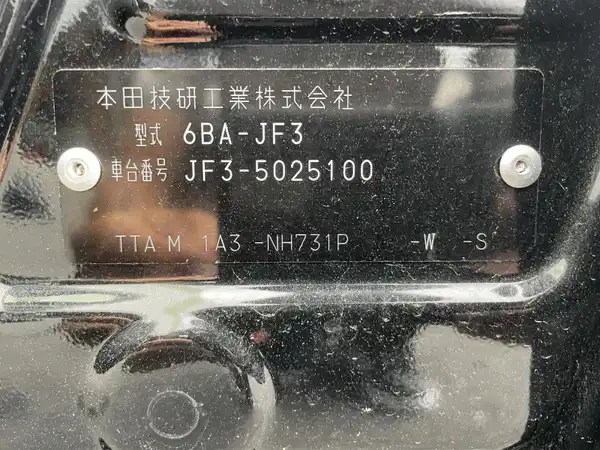 本田技研工業株式会社
型式 6BA-JF3
車台番号 JF3-5025100
TTA M 1A3 -NH731P -W -S